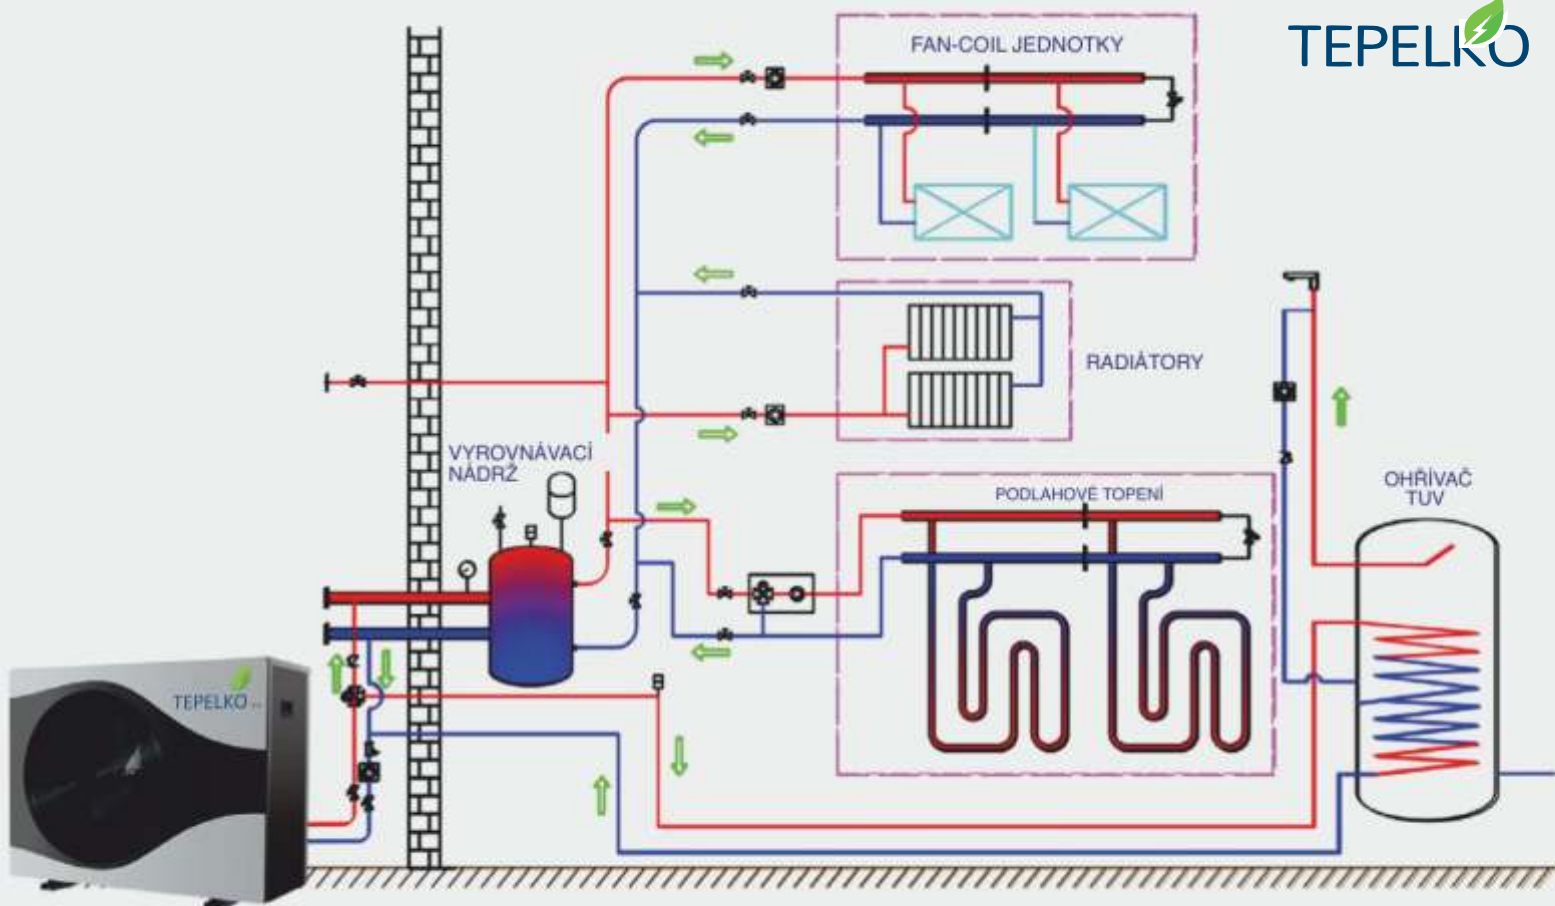 TEPELKO
FAN-COIL JEDNOTKY
RADIÁTORY
VYROVNÁVACÍ
NÁDRŽ
PODLAHOVÉ TOPENÍ
OHŘÍVAČ
TUV
TEPELKO